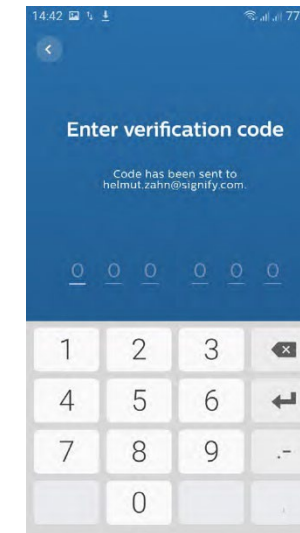 14:42 77
Enter verification code
Code has been sent to
helmut.zahn@signify.com.
0 0 0 0 0 0
1 2 3
4 5 6
7 8 9 .-
0 ,